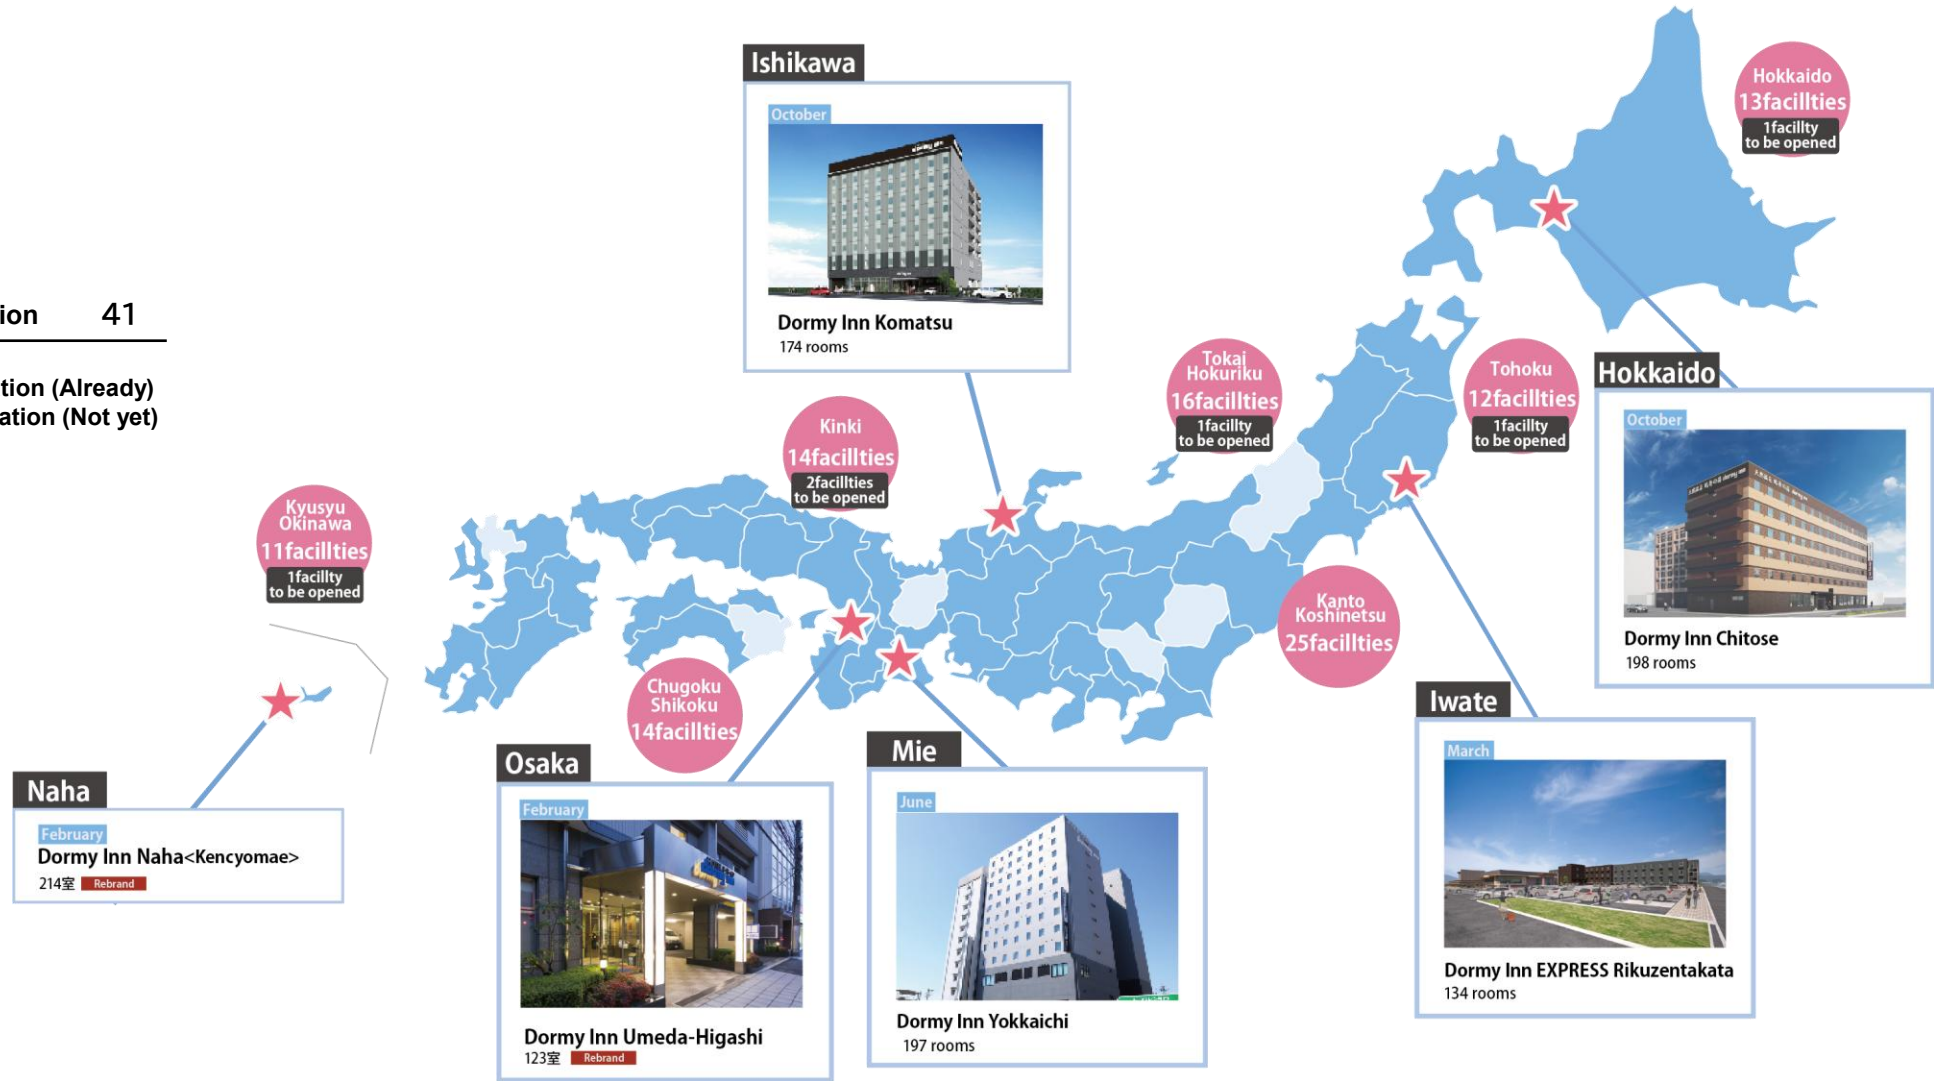 Ishikawa
October
Dormy Inn Komatsu
174 rooms
Hokkaido
13facillties
1facillty
to be opened
tion 41
tion (Already)
ation (Not yet)
Kinki
14facillties
2facillties
to be opened
Tokai
Hokuriku
16facillties
1facillty
to be opened
Tohoku
12facillties
1facillty
to be opened
Hokkaido
October
Dormy Inn Chitose
198 rooms
Kyusyu
Okinawa
11facillties
1facillty
to be opened
Kanto
Koshinetsu
25facillties
Chugoku
Shikoku
14facillties
Naha
February
Dormy Inn Naha<Kencyomae>
214室 Rebrand
Osaka
February
Dormy Inn Umeda-Higashi
123室 Rebrand
Mie
June
Dormy Inn Yokkaichi
197 rooms
Iwate
March
Dormy Inn EXPRESS Rikuzentakata
134 rooms